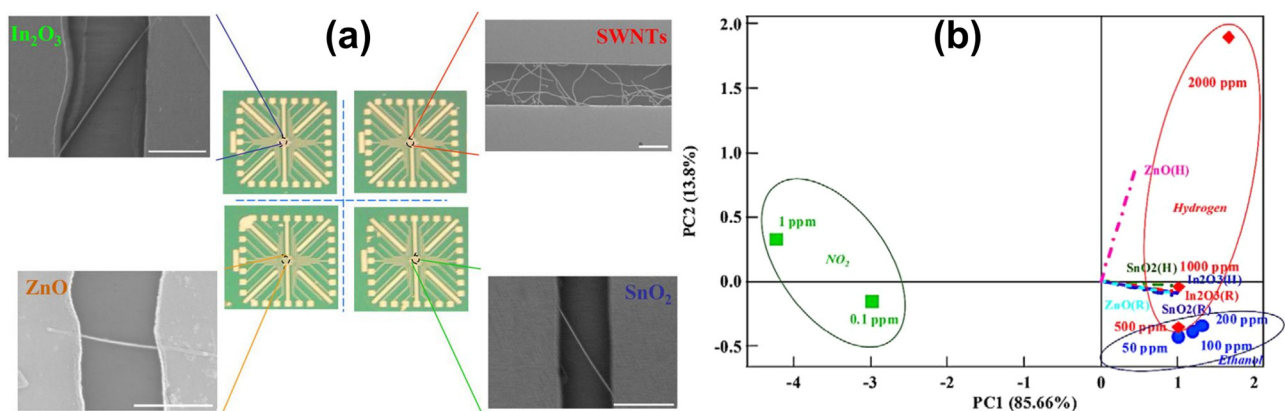 (a)
In₂O₃
SWNTs
ZnO
SnO₂
(b)
PC2 (13.8%)
2.0
1.5
1.0
0.5
0.0
-0.5
2000 ppm
ZnO(H)
Hydrogen
1 ppm
NO₂
0.1 ppm
SnO2(H)
1000 ppm
In2O3(H)
In2O3(R)
ZnO(R)
SnO2(R)
500 ppm
200 ppm
50 ppm
100 ppm
Ethanol
-4
-3
-2
-1
0
1
2
PC1 (85.66%)